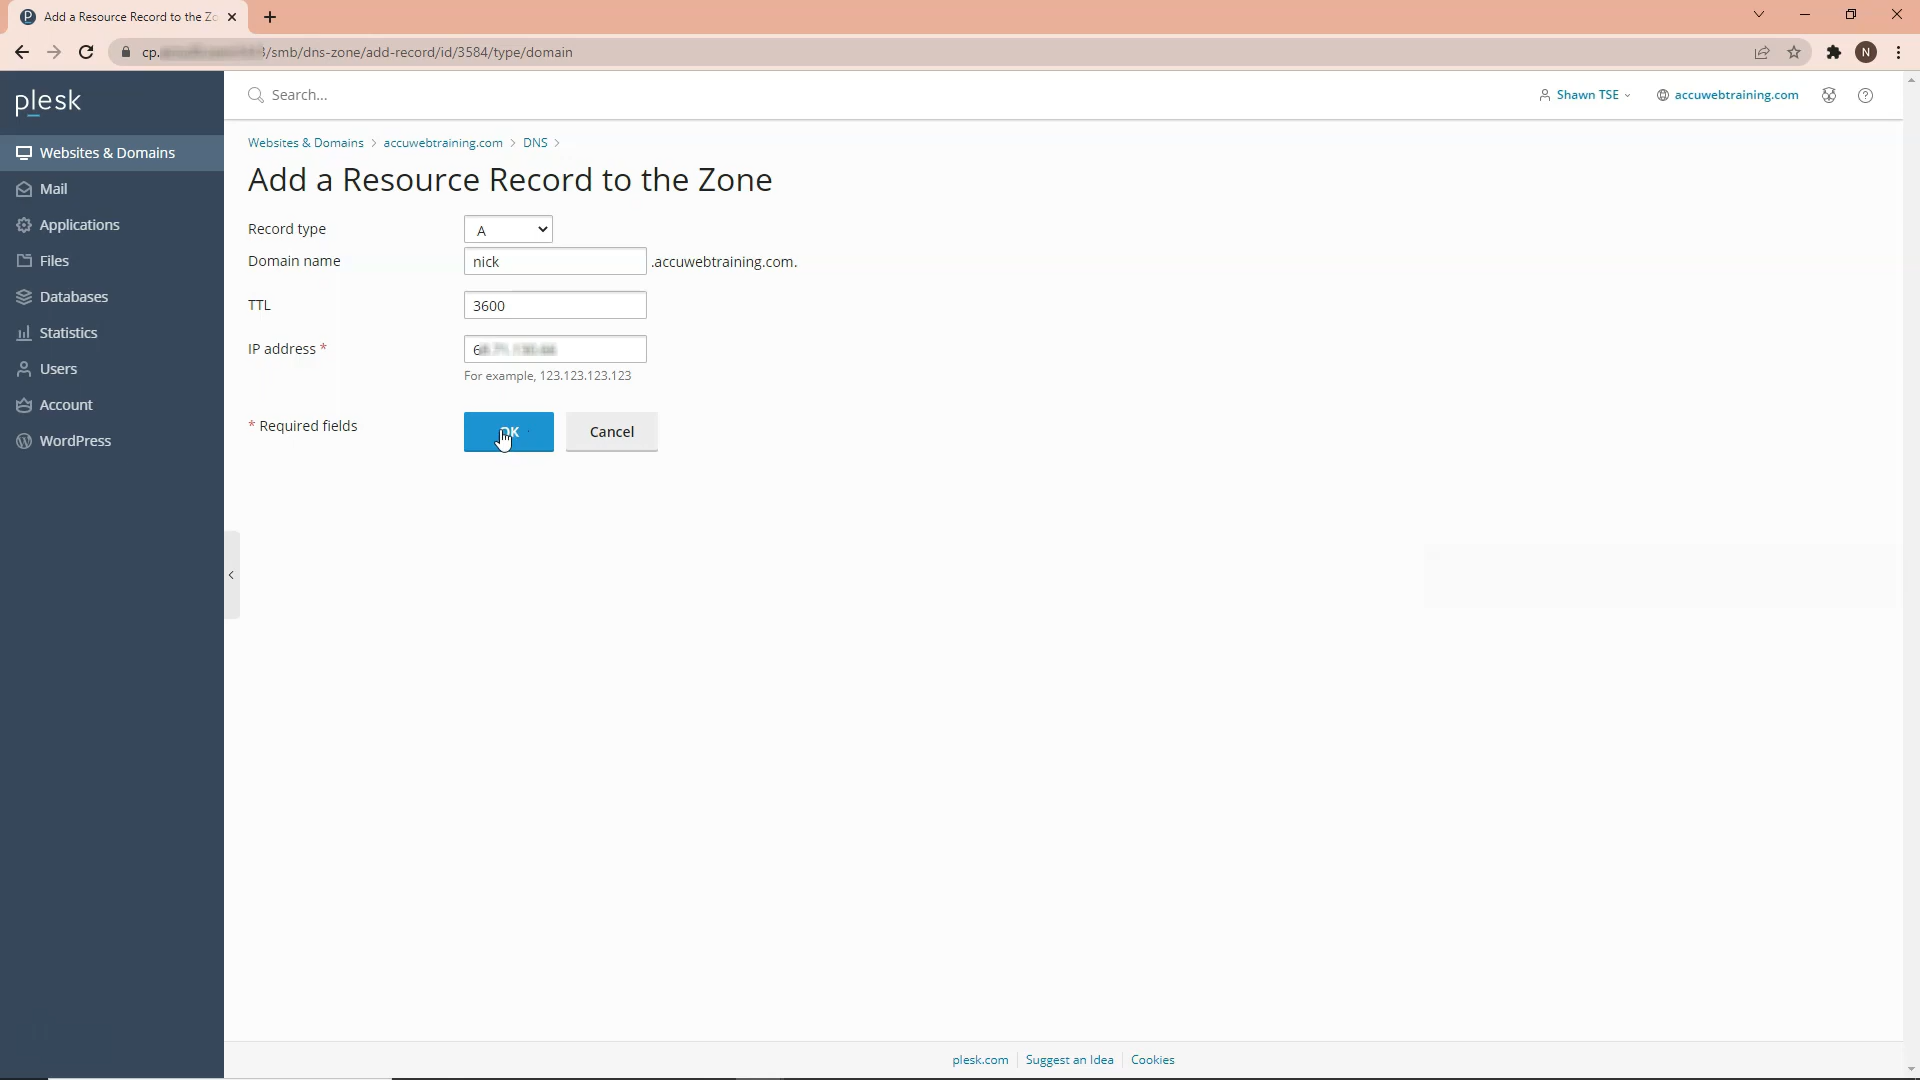 Add a Resource Record to the Zo
cp. /smb/dns-zone/add-record/id/3584/type/domain
N
plesk
Search...
Shawn TSE
accuwebtraining.com
Websites & Domains
Mail
Applications
Files
Databases
Statistics
Users
Account
WordPress
Websites & Domains > accuwebtraining.com > DNS >
Add a Resource Record to the Zone
Record type A
Domain name nick .accuwebtraining.com.
TTL 3600
IP address *
For example, 123.123.123.123
* Required fields OK Cancel
plesk.com Suggest an Idea Cookies